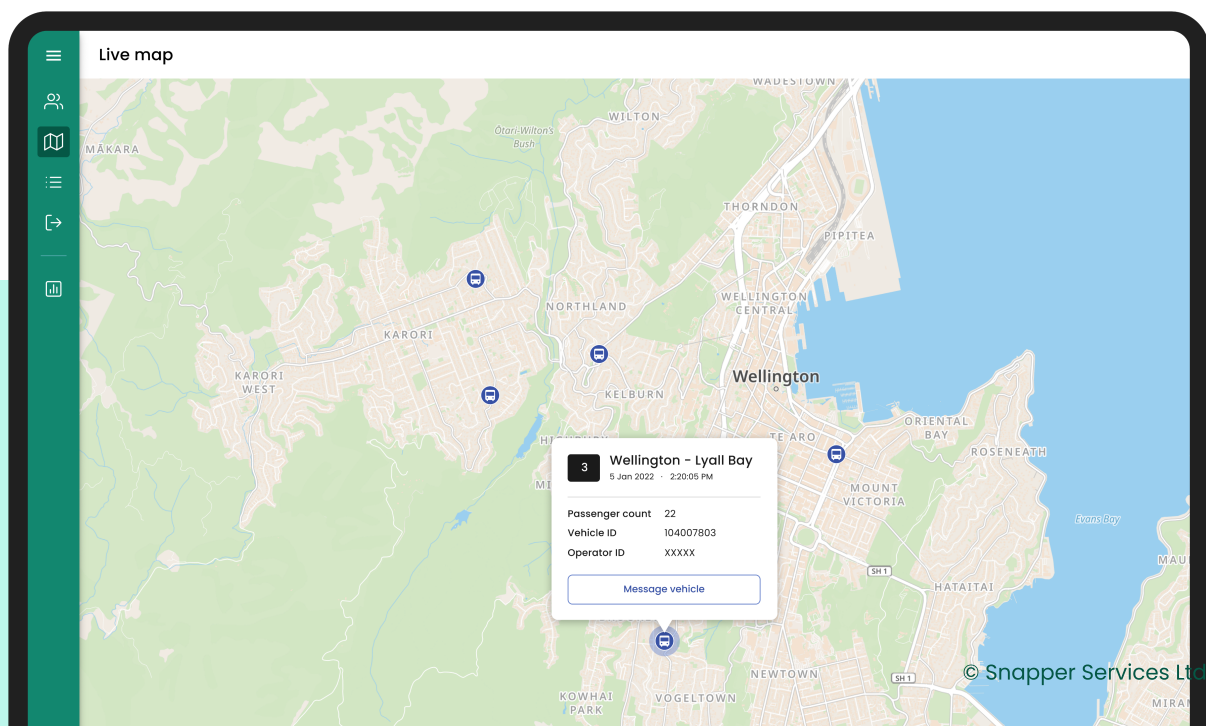 Live map
WADESTOWN
WILTON
Ōtari-Wilton's
Bush
MĀKARA
THORNDON
PIPITEA
NORTHLAND
WELLINGTON
CENTRAL
KARORI
KARORI
WEST
Wellington
KELBURN
ORIENTAL
BAY
TE ARO
ROSENEATH
3
Wellington - Lyall Bay
5 Jan 2022 · 2:20:05 PM
MOUNT
VICTORIA
Passenger count 22
Evans Bay
Vehicle ID 104007803
Operator ID XXXXX
SH 1
HATAITAI
Message vehicle
NEWTOWN
SH 1
© Snapper Services Ltd
KOWHAI
PARK
VOGELTOWN